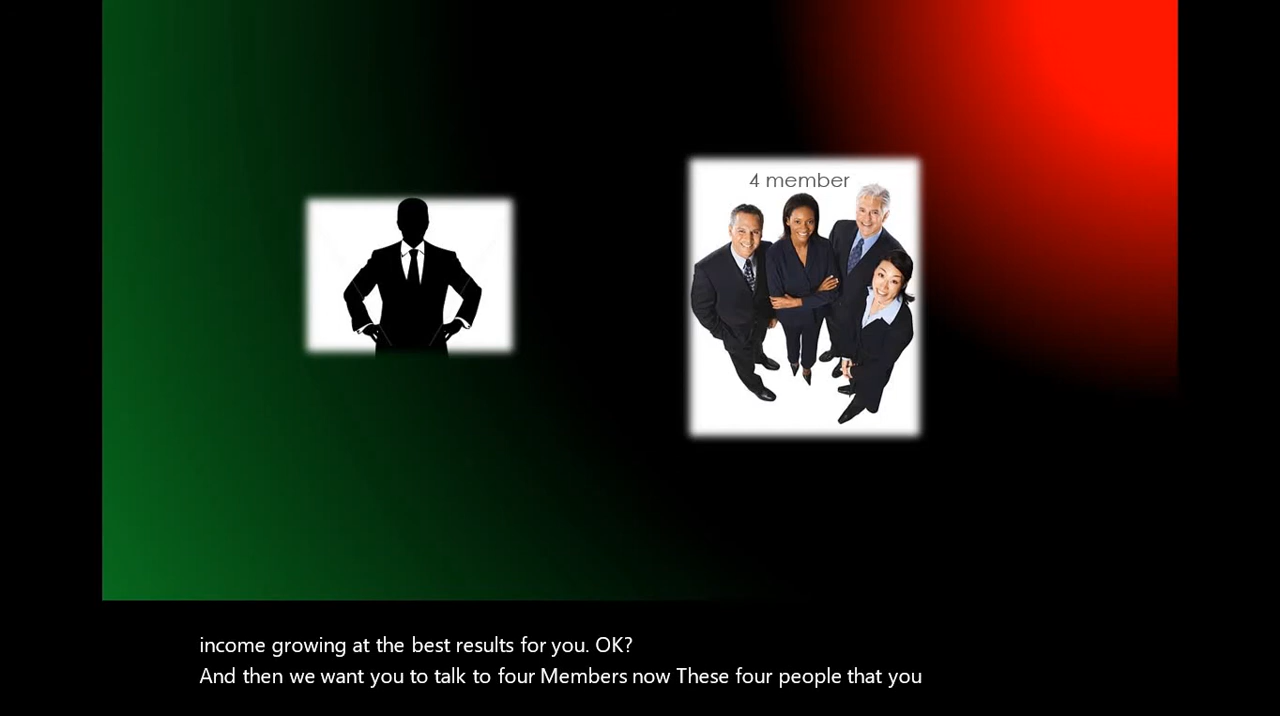 4 member
income growing at the best results for you. OK?
And then we want you to talk to four Members now These four people that you